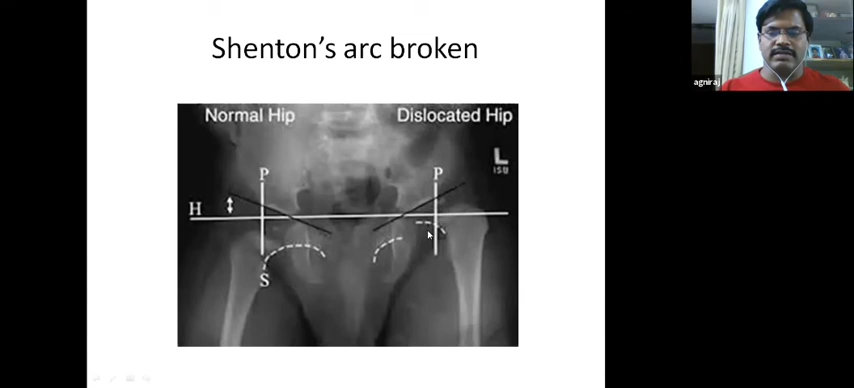 Shenton's arc broken
agniraj
Normal Hip
Dislocated Hip
L
ISU
P
P
H
S